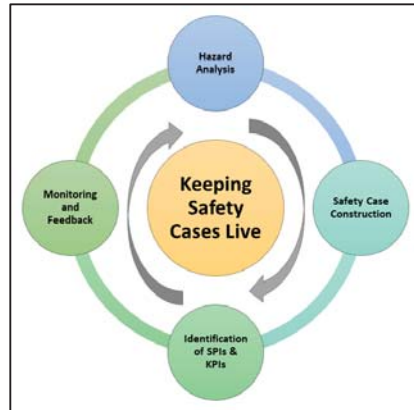 Hazard
Analysis
Monitoring
and
Feedback
Keeping
Safety
Cases Live
Safety Case
Construction
Identification
of SPIs &
KPIs